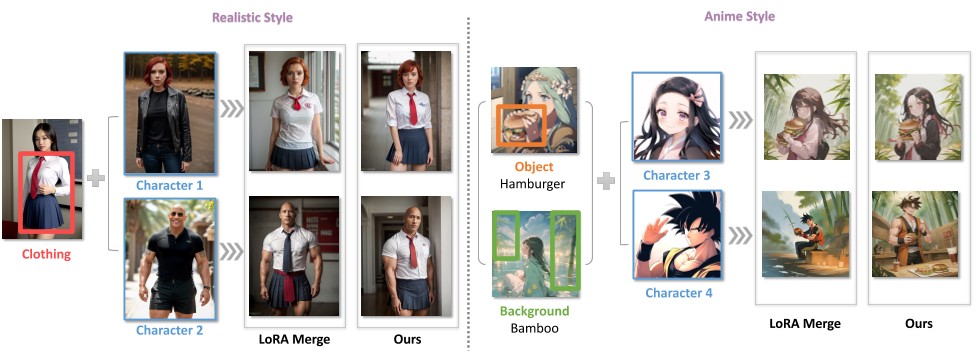 Realistic Style
Anime Style
Clothing
Character 1
Character 2
LoRA Merge
Ours
Object
Hamburger
Background
Bamboo
Character 3
Character 4
LoRA Merge
Ours